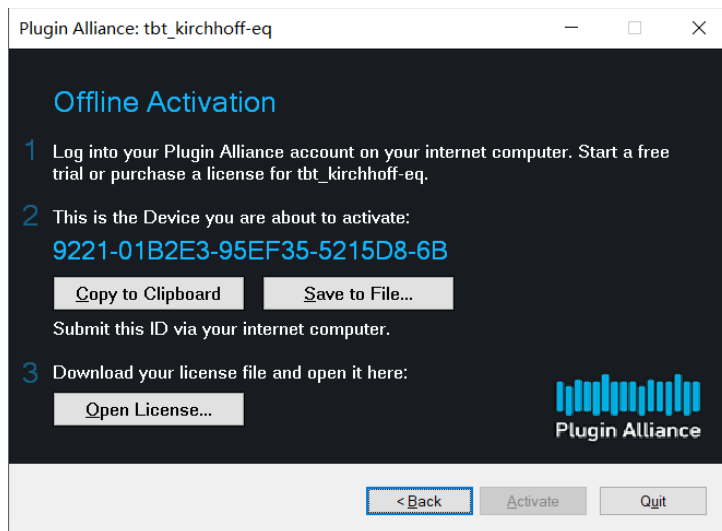 Plugin Alliance: tbt_kirchhoff-eq
Offline Activation
1 Log into your Plugin Alliance account on your internet computer. Start a free
trial or purchase a license for tbt_kirchhoff-eq.
2 This is the Device you are about to activate:
9221-01B2E3-95EF35-5215D8-6B
Copy to Clipboard Save to File...
Submit this ID via your internet computer.
3 Download your license file and open it here:
Open License...
Plugin Alliance
< Back Activate Quit